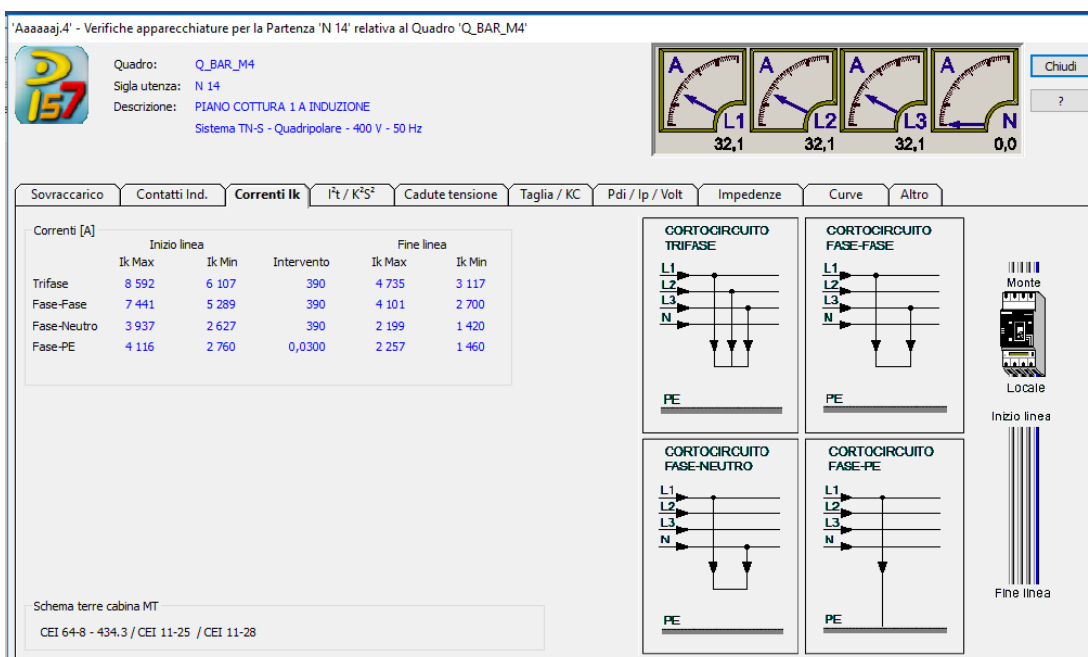 'Aaaaaaj.4' - Verifiche apparecchiature per la Partenza 'N 14' relativa al Quadro 'Q_BAR_M4'
Quadro: Q_BAR_M4
Sigla utenza: N 14
Descrizione: PIANO COTTURA 1 A INDUZIONE
Sistema TN-S - Quadripolare - 400 V - 50 Hz
D
157
A A A A
L1 L2 L3 N
32,1 32,1 32,1 0,0
Chiudi
?
Sovraccarico Contatti Ind. Correnti Ik I²t / K²S² Cadute tensione Taglia / KC Pdi / Ip / Volt Impedenze Curve Altro
Correnti [A]
Inizio linea Fine linea
Ik Max Ik Min Intervento Ik Max Ik Min
Trifase 8 592 6 107 390 4 735 3 117
Fase-Fase 7 441 5 289 390 4 101 2 700
Fase-Neutro 3 937 2 627 390 2 199 1 420
Fase-PE 4 116 2 760 0,0300 2 257 1 460
CORTOCIRCUITO
TRIFASE
L1
L2
L3
N
PE
CORTOCIRCUITO
FASE-FASE
L1
L2
L3
N
PE
CORTOCIRCUITO
FASE-NEUTRO
L1
L2
L3
N
PE
CORTOCIRCUITO
FASE-PE
L1
L2
L3
N
PE
Monte
Locale
Inizio linea
Fine linea
Schema terre cabina MT
CEI 64-8 - 434.3 / CEI 11-25 / CEI 11-28